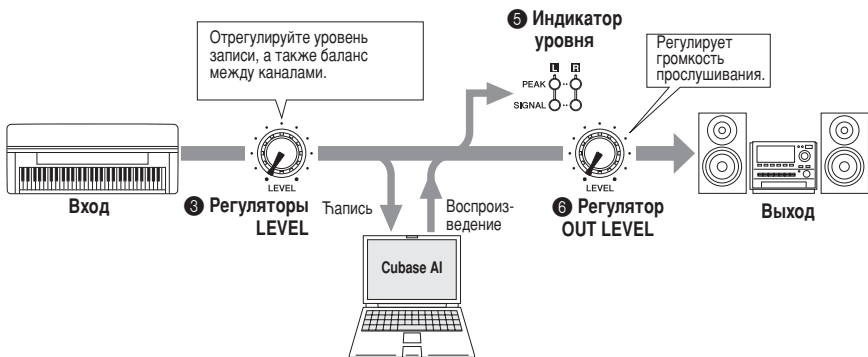 Отрегулируйте уровень
записи, а также баланс
между каналами.
❺ Индикатор
уровня
L R
PEAK
SIGNAL
Регулирует
громкость
прослушивания.
LEVEL
LEVEL
Вход
❸ Регуляторы
LEVEL
Ћапись
Воспроиз-
ведение
❻ Регулятор
OUT LEVEL
Выход
Cubase AI